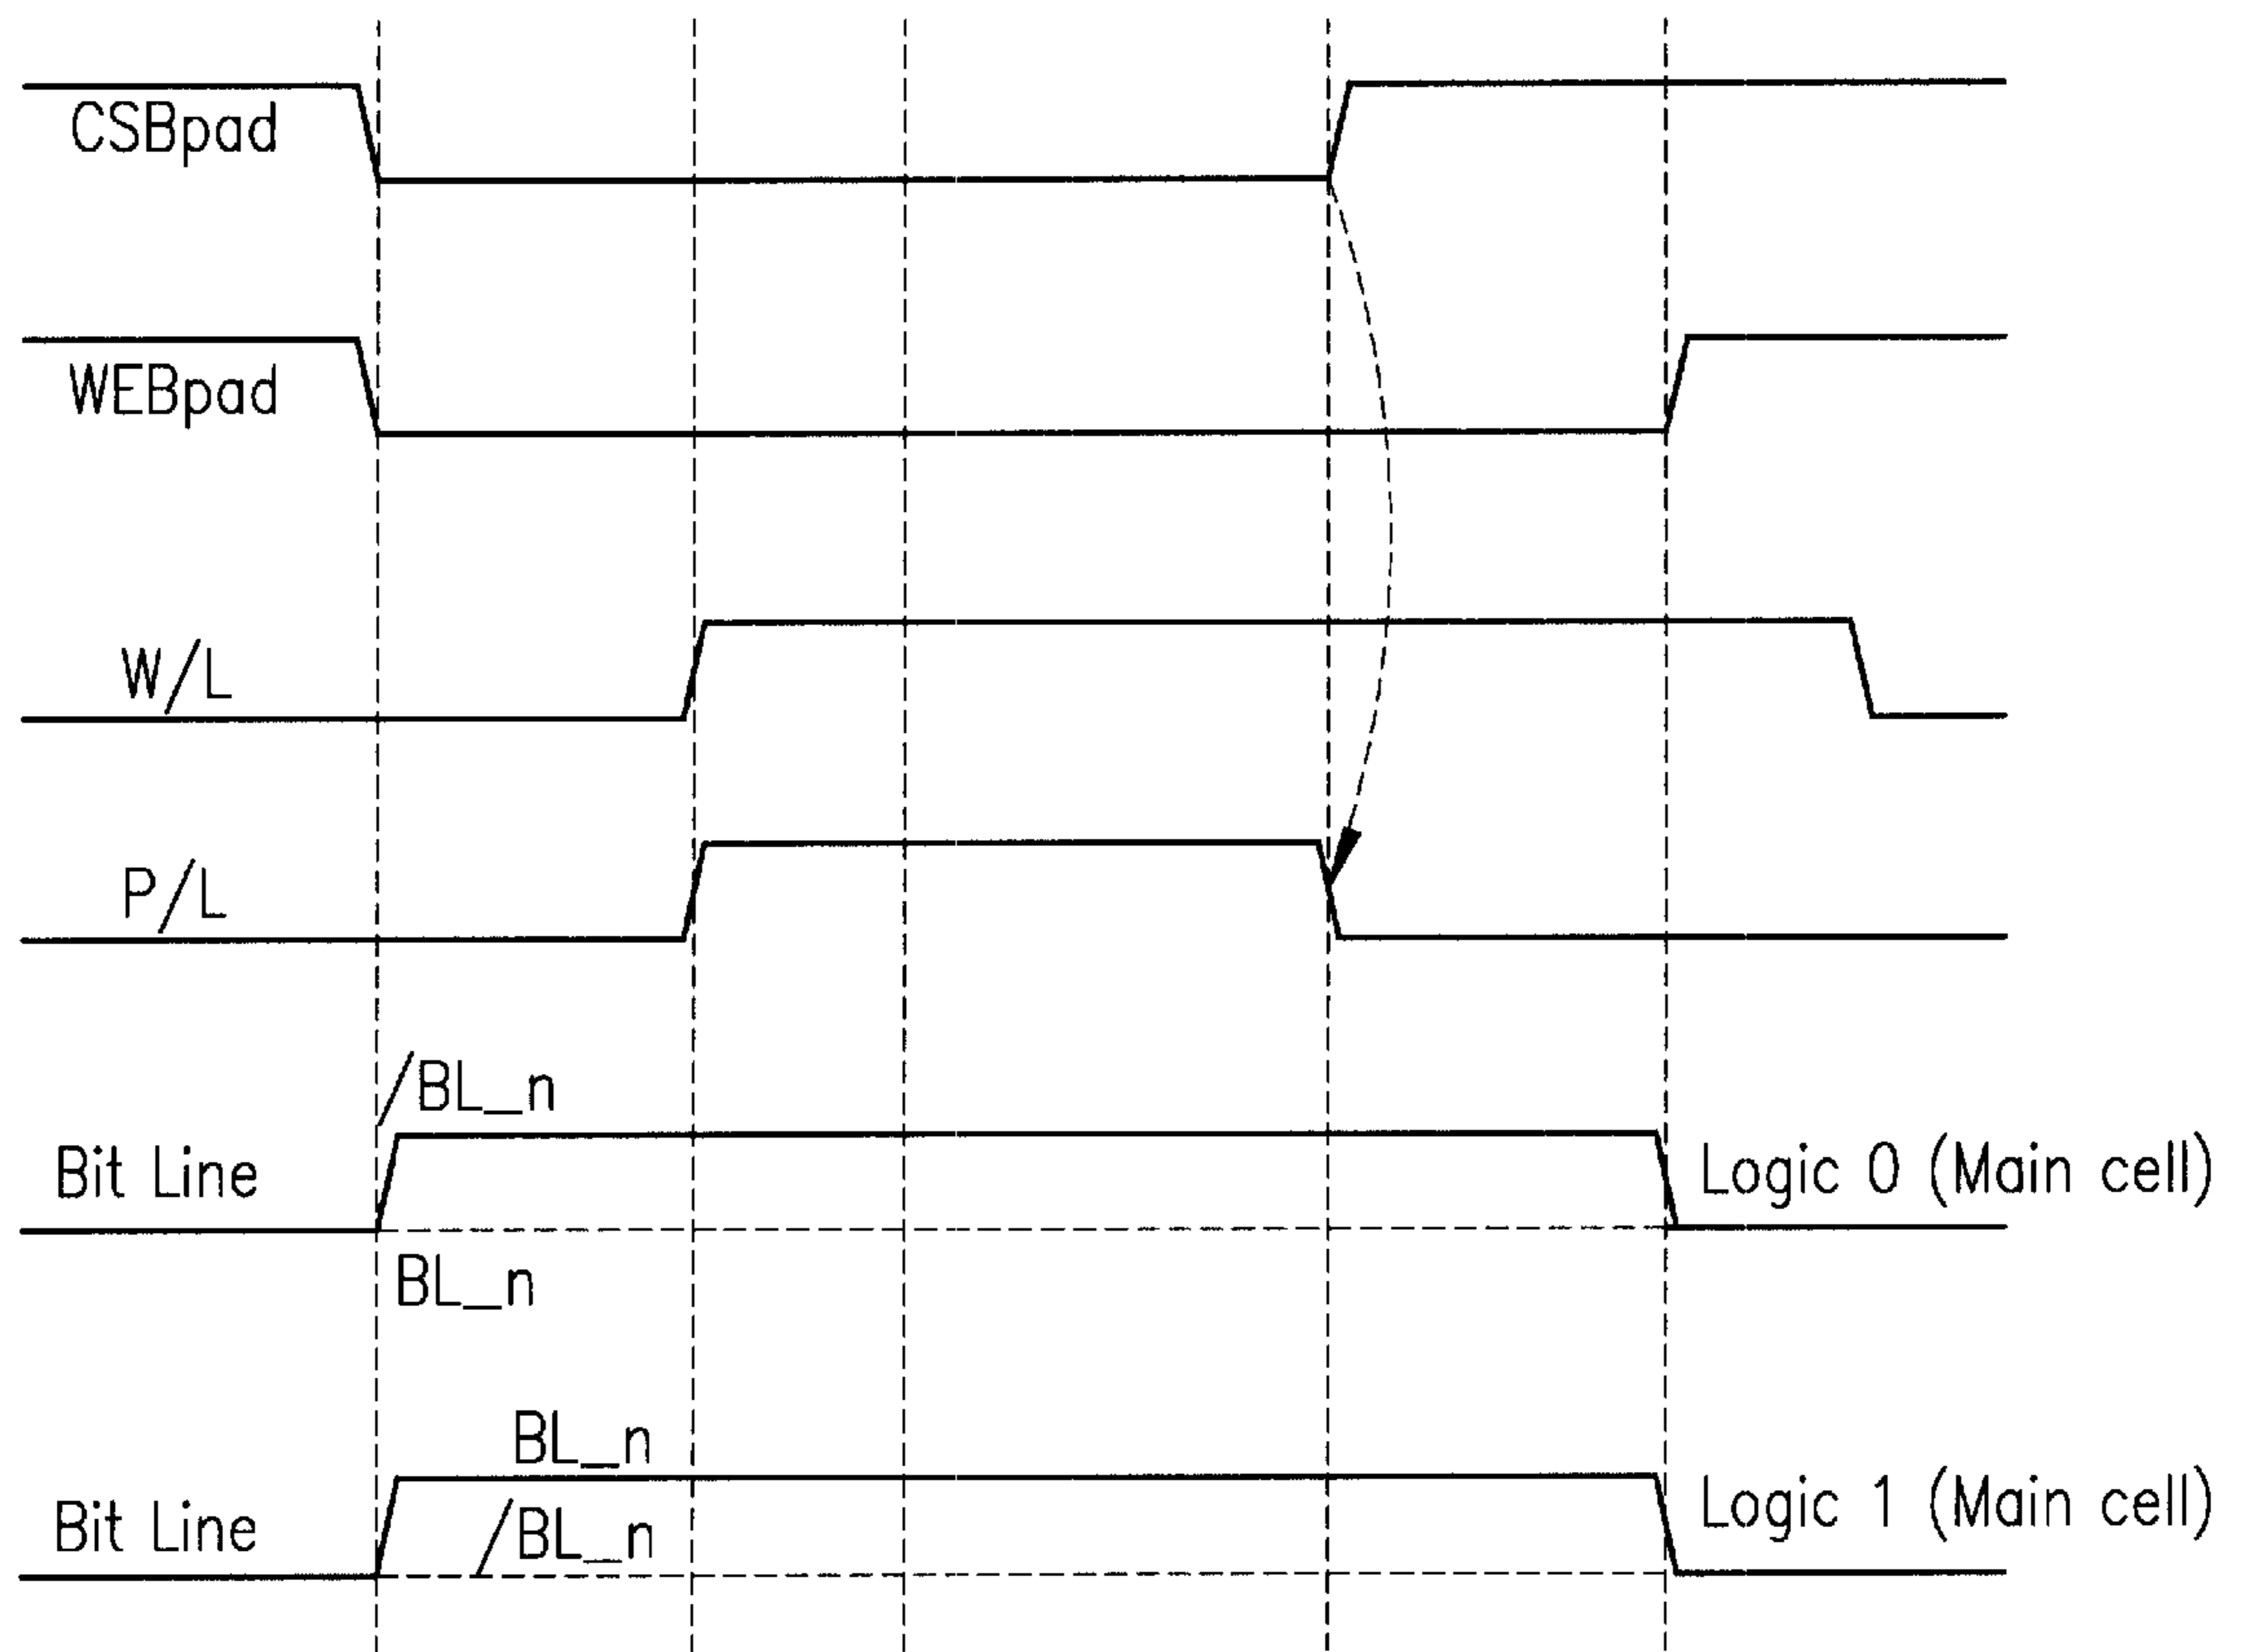 CSBpad
WEBpad
W/L
P/L
/BL_n
Bit Line
Logic 0 (Main cell)
BL_n
BL_n
Bit Line
/BL_n
Logic 1 (Main cell)